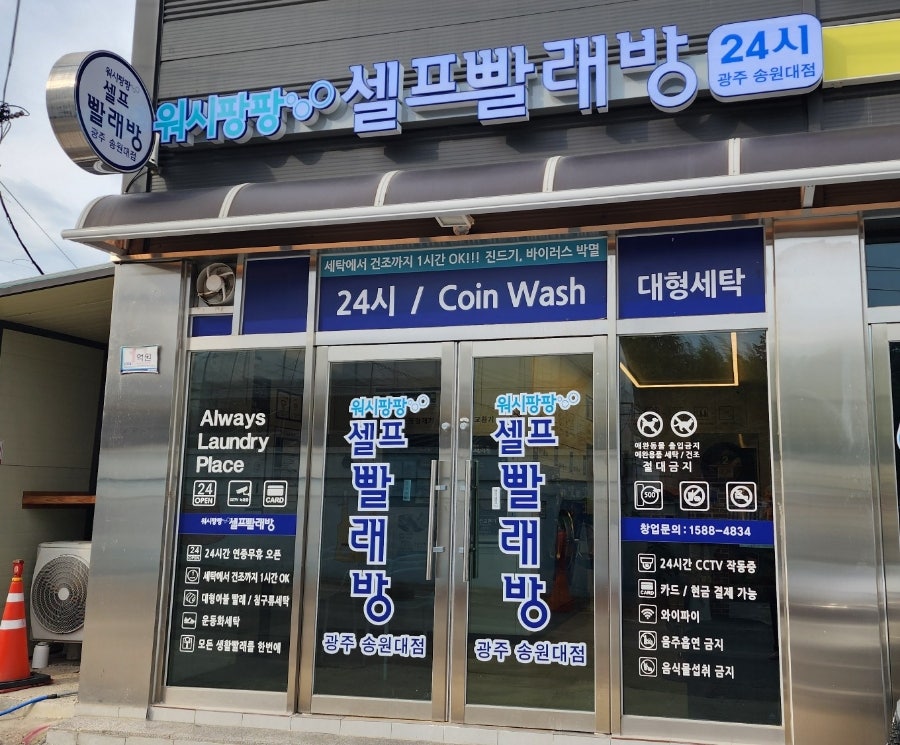 워시팡팡
셀프
빨래방
광주 송원대점
워시팡팡 셀프빨래방 24시
광주 송원대점
세탁에서 건조까지 1시간 OK!!! 진드기, 바이러스 박멸
24시 / Coin Wash
대형세탁
Always
Laundry
Place
24
OPEN
CARD
워시팡팡 셀프빨래방
24시간 연중무휴 오픈
세탁에서 건조까지 1시간 OK
대형이불 빨래 / 침구류세탁
운동화세탁
모든 생활빨래를 한번에
워시팡팡
셀프
빨래방
광주 송원대점
워시팡팡
셀프
빨래방
광주 송원대점
애완동물 출입금지
애완용품 세탁 / 건조
절대금지
500
창업문의 : 1588-4834
24시간 CCTV 작동중
카드 / 현금 결제 가능
와이파이
음주흡연 금지
음식물섭취 금지